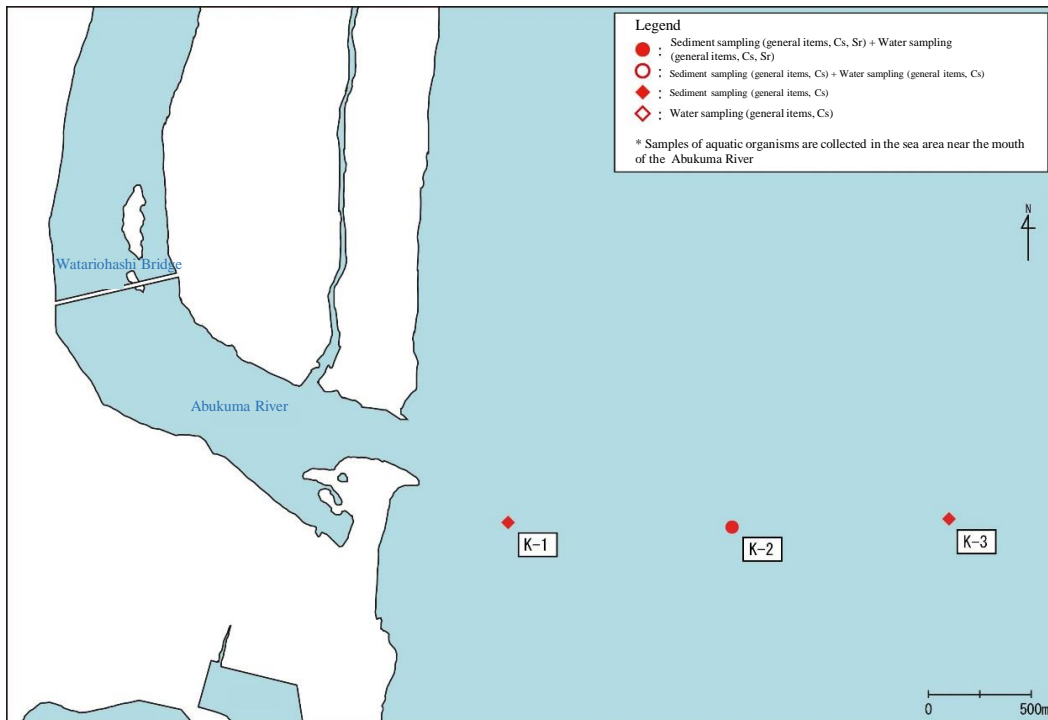 Legend
: Sediment sampling (general items, Cs, Sr) + Water sampling
(general items, Cs, Sr)
: Sediment sampling (general items, Cs) + Water sampling (general items, Cs)
: Sediment sampling (general items, Cs)
: Water sampling (general items, Cs)
* Samples of aquatic organisms are collected in the sea area near the mouth
of the Abukuma River
N
Watariohashi Bridge
Abukuma River
K-1
K-2
K-3
0 500m